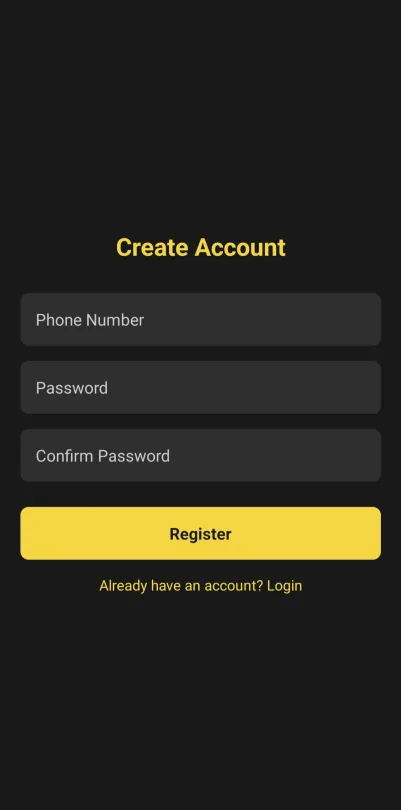 Create Account
Phone Number
Password
Confirm Password
Register
Already have an account? Login